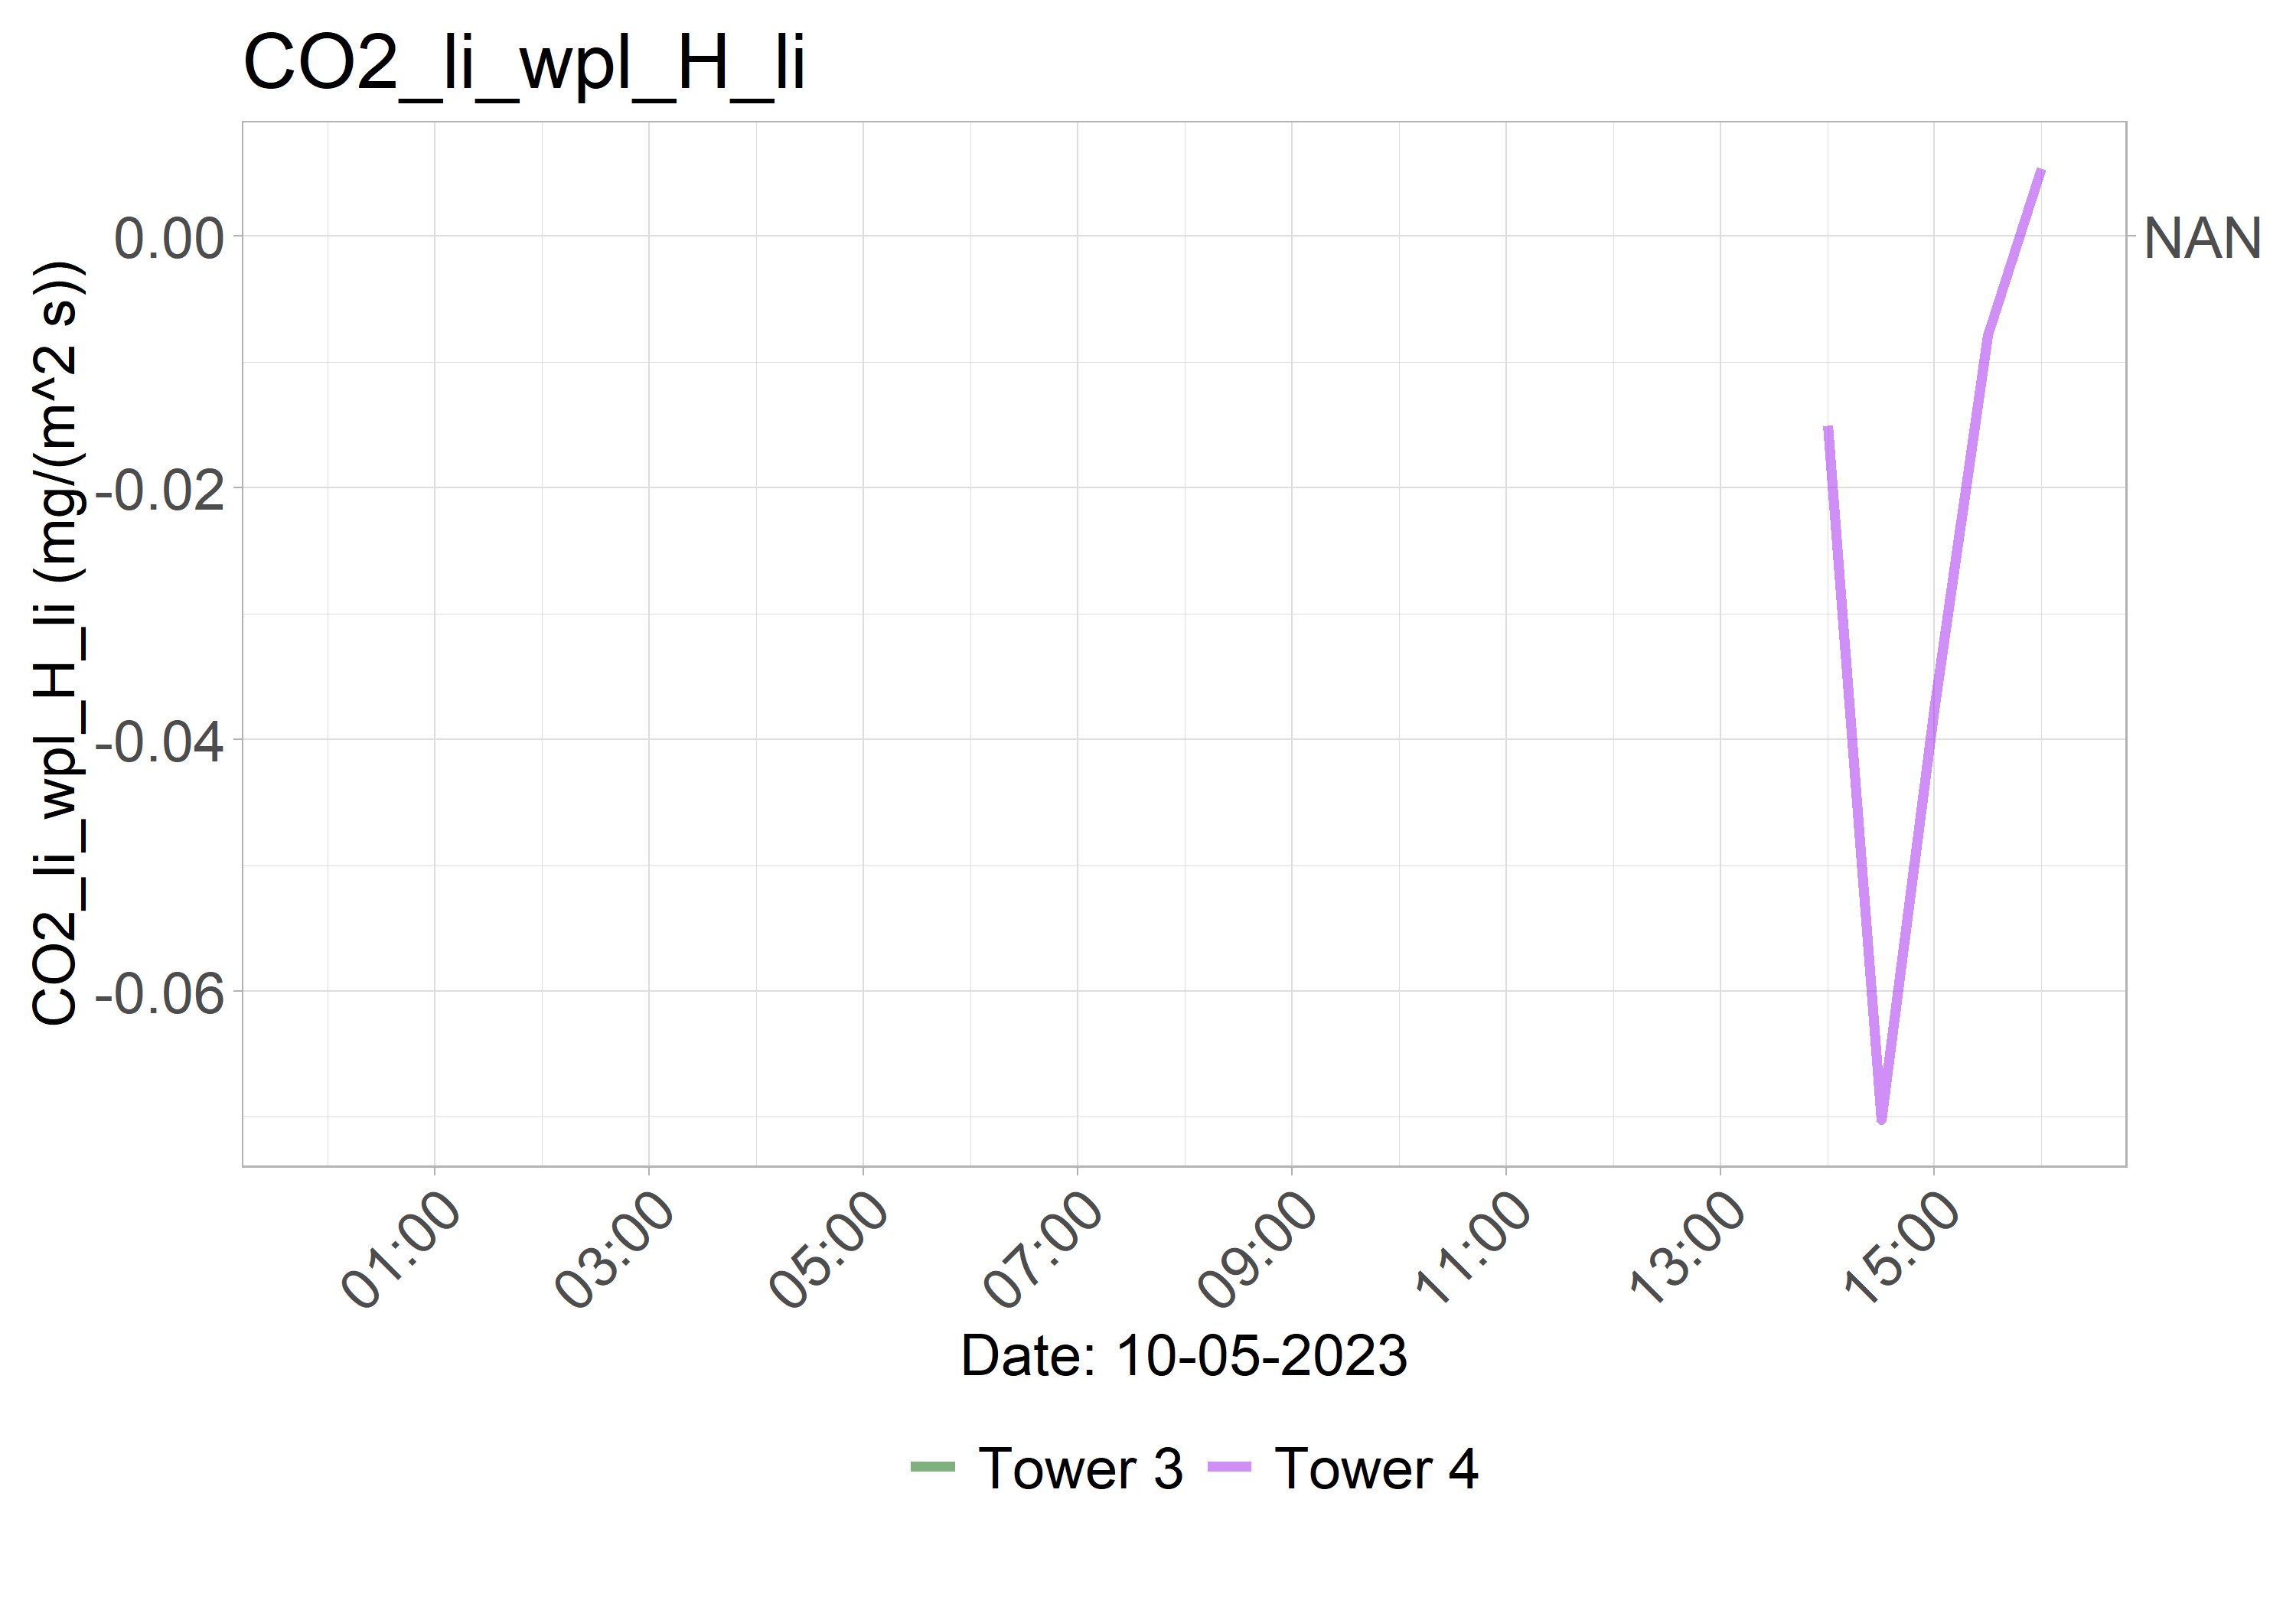 CO2_li_wpl_H_li
CO2_li_wpl_H_li (mg/(m^2 s))
0.00
-0.02
-0.04
-0.06
NAN
01:00
03:00
05:00
07:00
09:00
11:00
13:00
15:00
Date: 10-05-2023
Tower 3
Tower 4